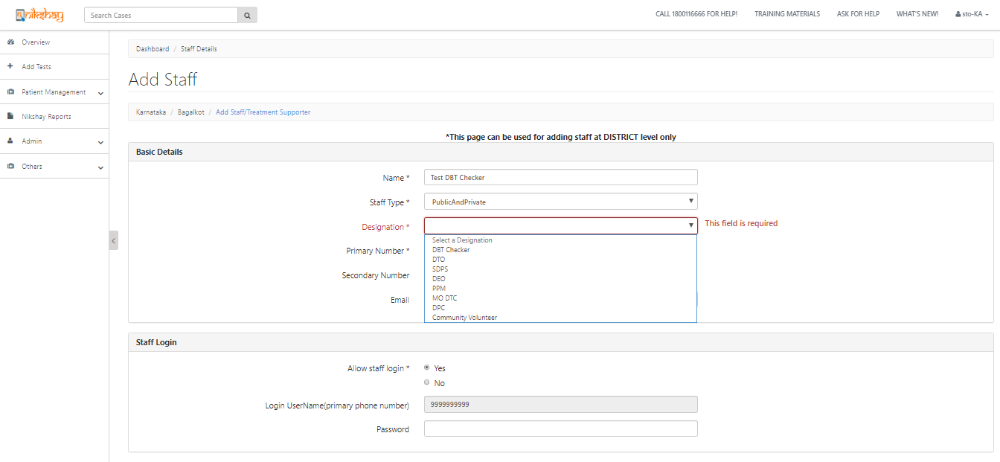 nikshay
Search Cases
CALL 1800116666 FOR HELP! TRAINING MATERIALS ASK FOR HELP WHAT'S NEW! sto-KA
Overview
Add Tests
Patient Management
Nikshay Reports
Admin
Others
Dashboard / Staff Details
Add Staff
Karnataka / Bagalkot / Add Staff/Treatment Supporter
*This page can be used for adding staff at DISTRICT level only
Basic Details
Name * Test DBT Checker
Staff Type * PublicAndPrivate
Designation * This field is required
Select a Designation
DBT Checker
DTO
SDPS
DEO
PPM
MO DTC
DPC
Community Volunteer
Primary Number *
Secondary Number
Email
Staff Login
Allow staff login * Yes
No
Login UserName(primary phone number) 9999999999
Password